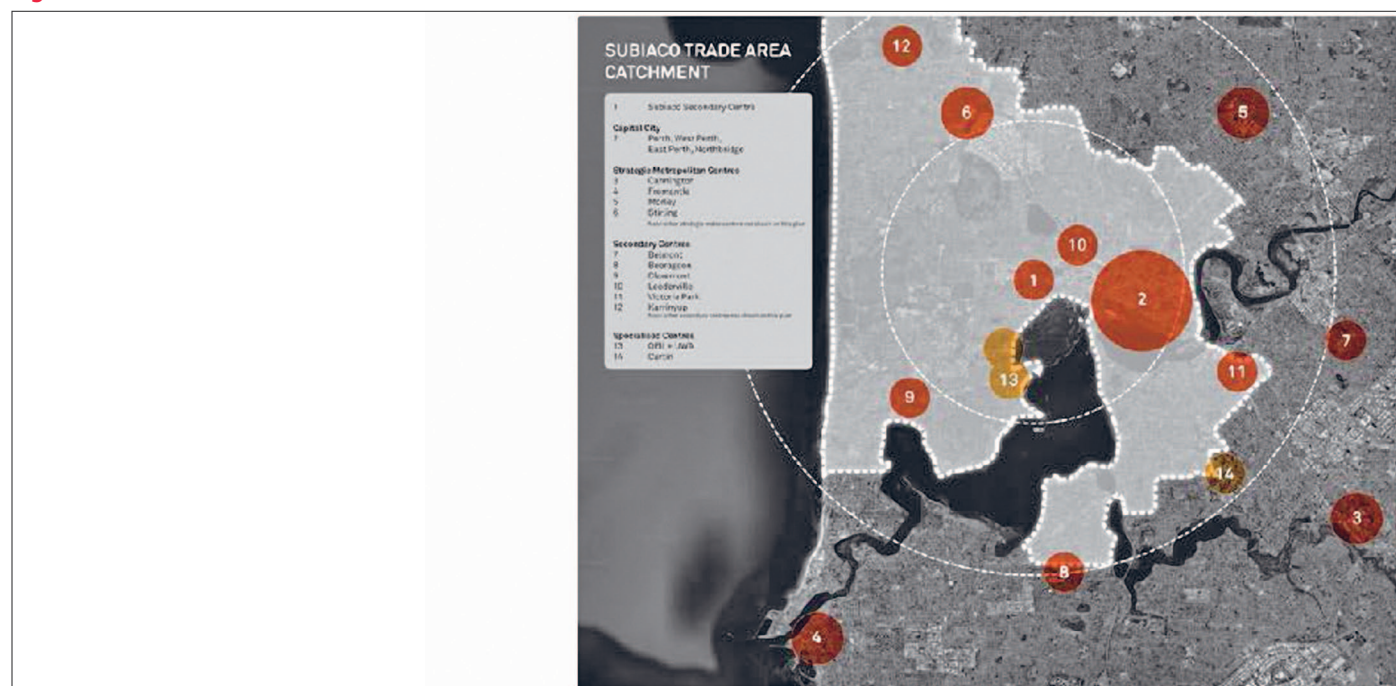 SUBIACO TRADE AREA
CATCHMENT
1 Subiaco Secondary Centre
Capital City
2 Perth, West Perth,
East Perth, Northbridge
Strategic Metropolitan Centres
3 Cannington
4 Fremantle
5 Morley
6 Stirling
Secondary Centres
7 Belmont
8 Booragoon
9 Claremont
10 Leederville
11 Victoria Park
12 Karrinyup
Specialised Centres
13 QEII + UWA
14 Curtin
12
6
5
10
1
2
7
11
13
9
14
3
8
4